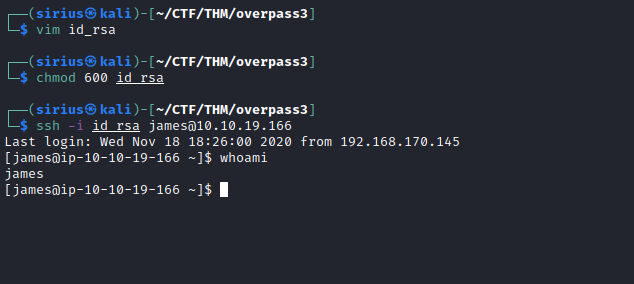 ┌──(sirius㉿kali)-[~/CTF/THM/overpass3]
└─$ vim id_rsa
┌──(sirius㉿kali)-[~/CTF/THM/overpass3]
└─$ chmod 600 id_rsa
┌──(sirius㉿kali)-[~/CTF/THM/overpass3]
└─$ ssh -i id_rsa james@10.10.19.166
Last login: Wed Nov 18 18:26:00 2020 from 192.168.170.145
[james@ip-10-10-19-166 ~]$ whoami
james
[james@ip-10-10-19-166 ~]$